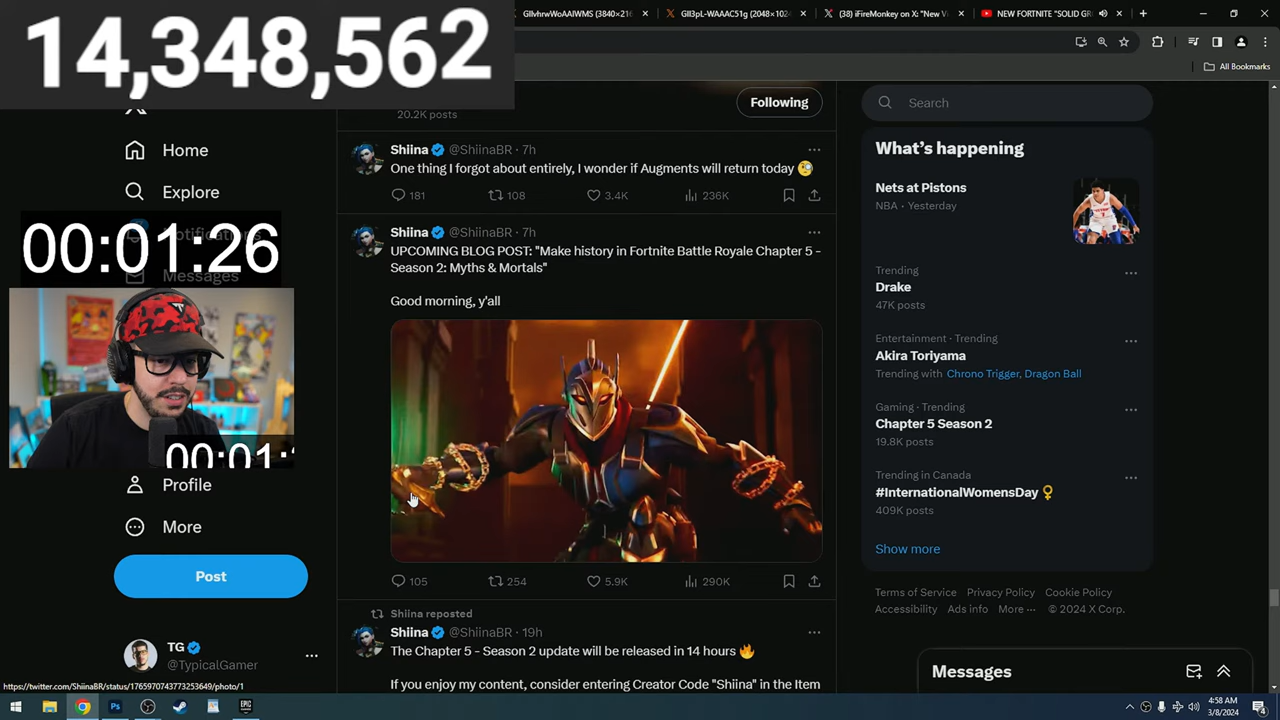 14,348,562
GIIvhrwWoAAIWMS (3840×216
GII3pL-WAAAC51g (2048×102
(38) iFireMonkey on X: "New V
NEW FORTNITE "SOLID GR
All Bookmarks
20.2K posts
Following
Search
Home
Explore
Notifications
Messages
Profile
More
Post
TG
@TypicalGamer
00:01:26
00:01:
Shiina @ShiinaBR · 7h
One thing I forgot about entirely, I wonder if Augments will return today 🧐
181 108 3.4K 236K
Shiina @ShiinaBR · 7h
UPCOMING BLOG POST: "Make history in Fortnite Battle Royale Chapter 5 -
Season 2: Myths & Mortals"
Good morning, y'all
105 254 5.9K 290K
Shiina reposted
Shiina @ShiinaBR · 19h
The Chapter 5 - Season 2 update will be released in 14 hours 🔥
If you enjoy my content, consider entering Creator Code "Shiina" in the Item
What's happening
Nets at Pistons
NBA · Yesterday
Trending
Drake
47K posts
Entertainment · Trending
Akira Toriyama
Trending with Chrono Trigger, Dragon Ball
Gaming · Trending
Chapter 5 Season 2
19.8K posts
Trending in Canada
#InternationalWomensDay ♀
409K posts
Show more
Terms of Service Privacy Policy Cookie Policy
Accessibility Ads info More ··· © 2024 X Corp.
Messages
https://twitter.com/ShiinaBR/status/1765970743773253649/photo/1
4:58 AM
3/8/2024